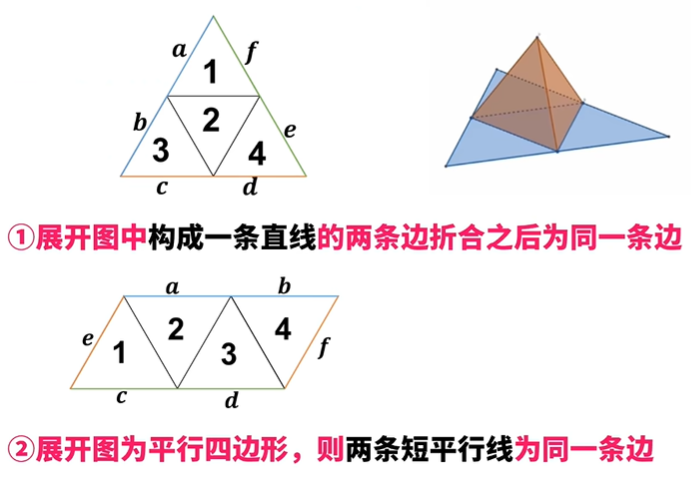 a f
1
b 2 e
3 4
c d
①展开图中构成一条直线的两条边折合之后为同一条边
a b
e 1 2 3 4 f
c d
②展开图为平行四边形，则两条短平行线为同一条边